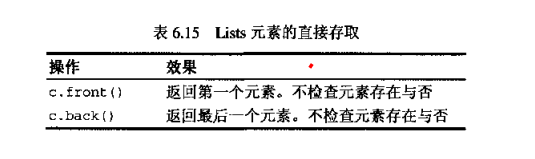 表 6.15 Lists 元素的直接存取
操作 效果
c.front() 返回第一个元素。不检查元素存在与否
c.back() 返回最后一个元素。不检查元素存在与否